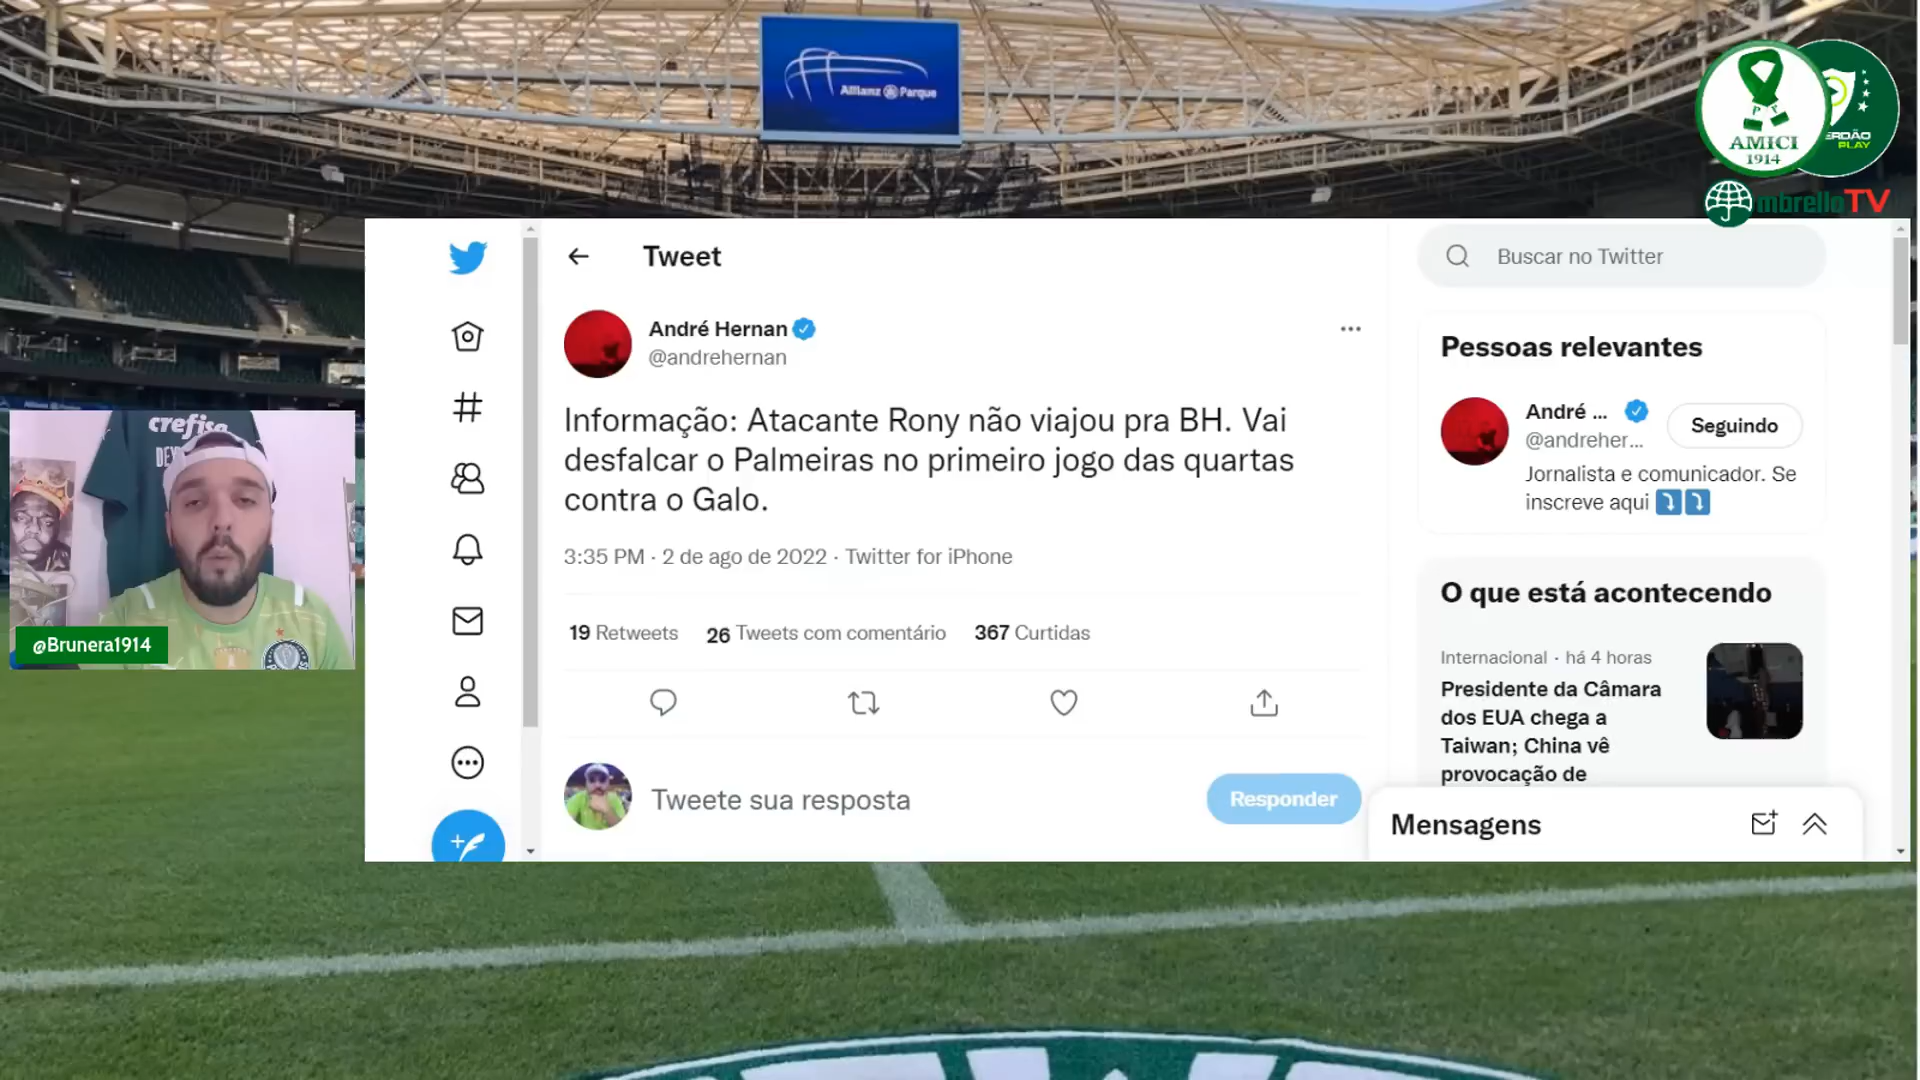 Allianz Parque
AMICI
1914
PLAY
mbrelloTV
Tweet
Buscar no Twitter
André Hernan
@andrehernan
Informação: Atacante Rony não viajou pra BH. Vai
desfalcar o Palmeiras no primeiro jogo das quartas
contra o Galo.
3:35 PM · 2 de ago de 2022 · Twitter for iPhone
19 Retweets 26 Tweets com comentário 367 Curtidas
Tweete sua resposta
Responder
Pessoas relevantes
André ...
@andreher...
Seguindo
Jornalista e comunicador. Se
inscreve aqui
O que está acontecendo
Internacional · há 4 horas
Presidente da Câmara
dos EUA chega a
Taiwan; China vê
provocação de
Mensagens
crefisa
@Brunera1914